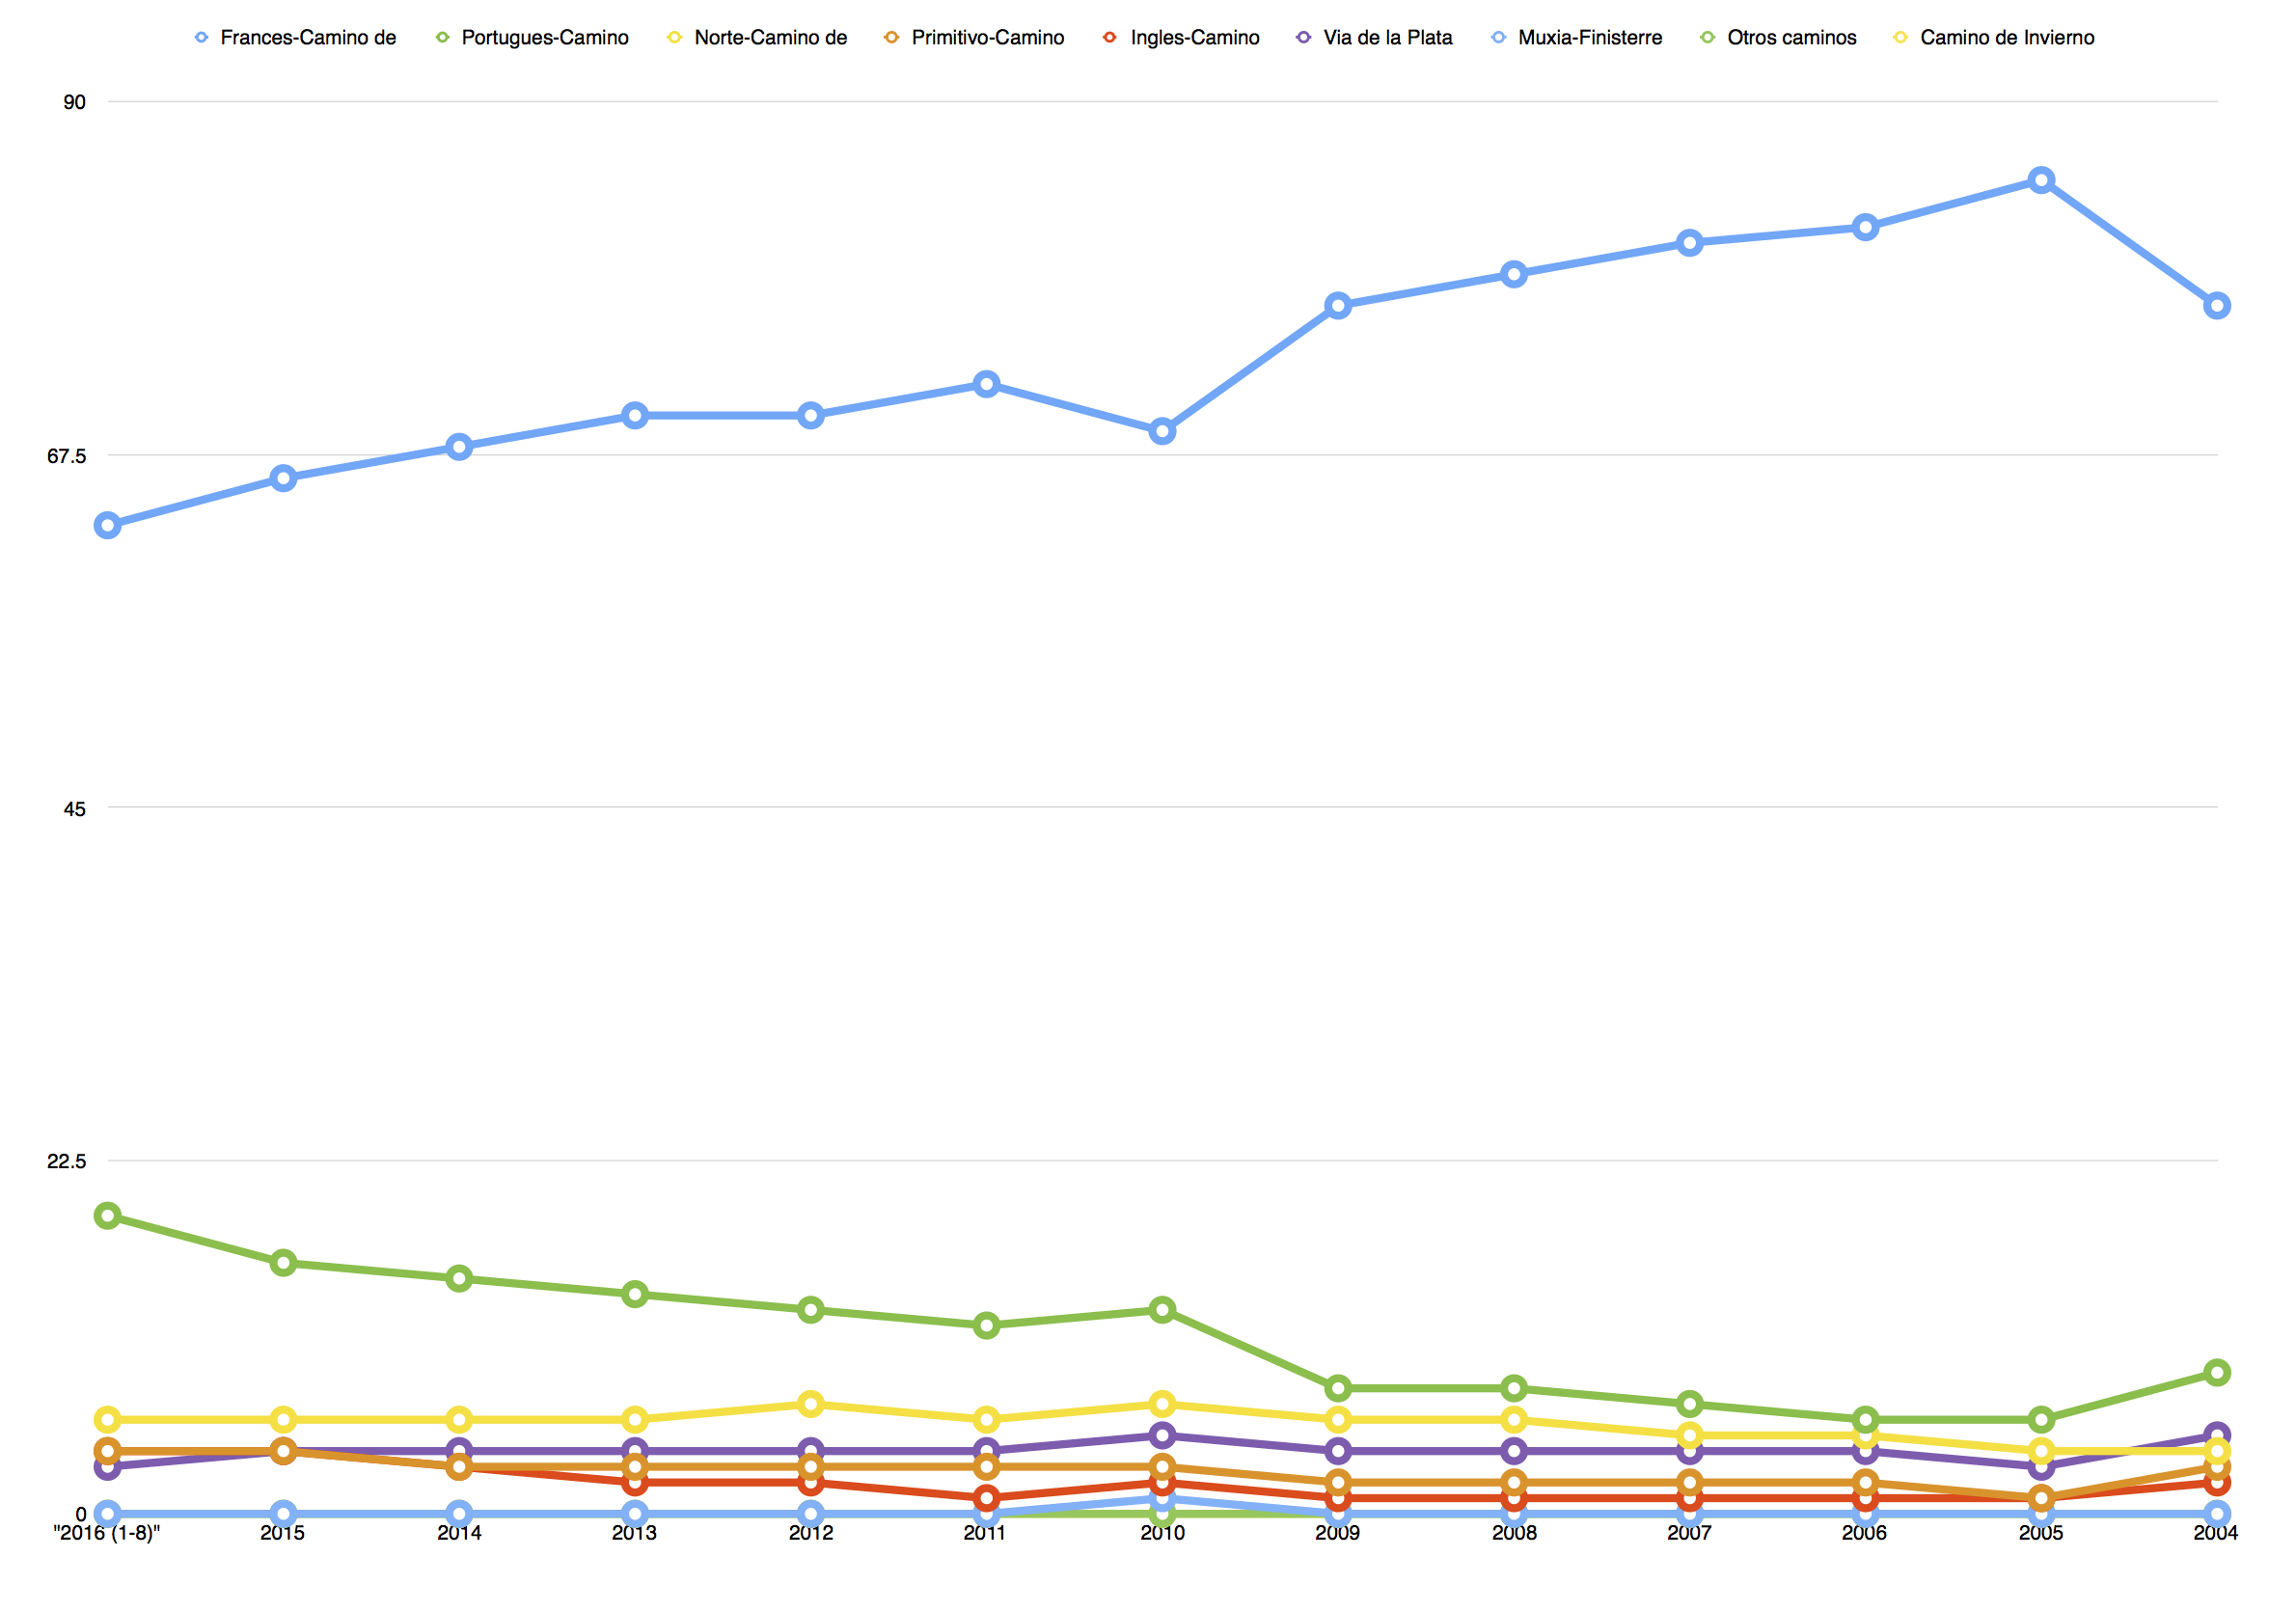 Frances-Camino de Portugues-Camino Norte-Camino de Primitivo-Camino Ingles-Camino Via de la Plata Muxia-Finisterre Otros caminos Camino de Invierno
90
67.5
45
22.5
0
"2016 (1-8)" 2015 2014 2013 2012 2011 2010 2009 2008 2007 2006 2005 2004